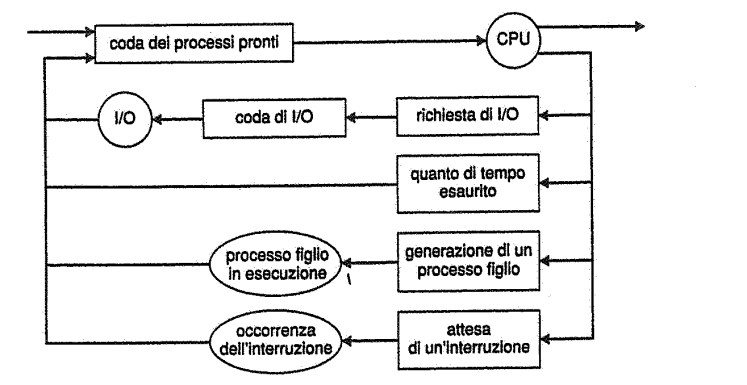 coda dei processi pronti
CPU
I/O
coda di I/O
richiesta di I/O
quanto di tempo
esaurito
processo figlio
in esecuzione
generazione di un
processo figlio
occorrenza
dell'interruzione
attesa
di un'interruzione